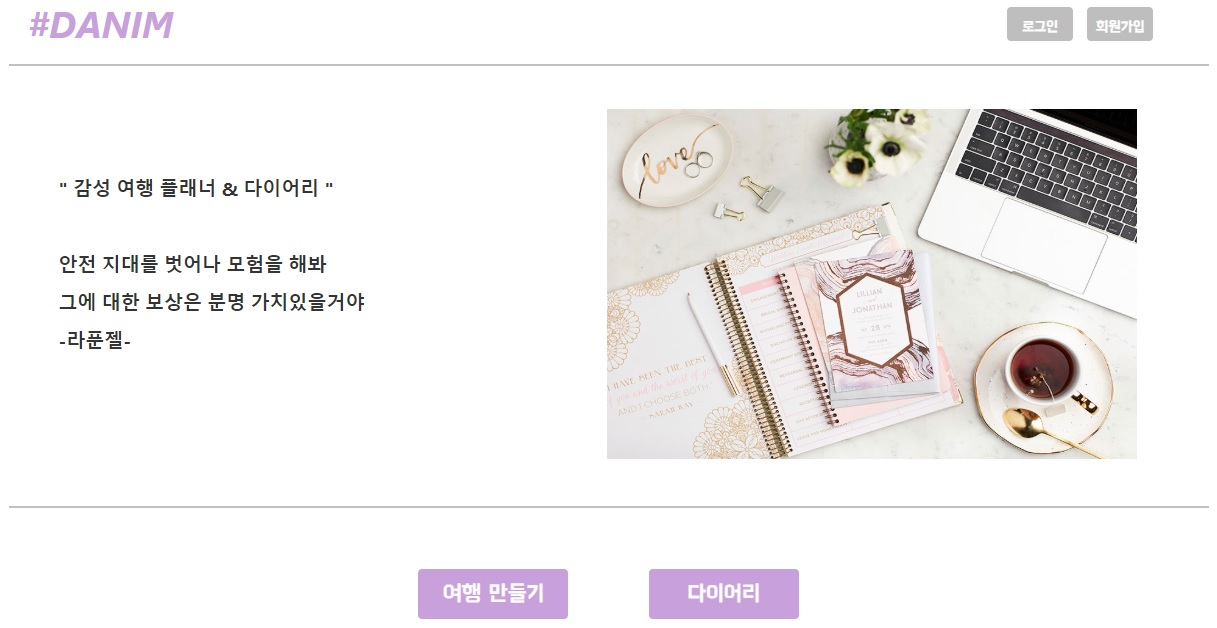 #DANIM
로그인
회원가입
" 감성 여행 플래너 & 다이어리 "
안전 지대를 벗어나 모험을 해봐
그에 대한 보상은 분명 가치있을거야
-라푼젤-
love
LILLIAN
JONATHAN
28
HAVE BEEN THE BEST
AND I CHOOSE BOTH
SARAH KAY
여행 만들기
다이어리